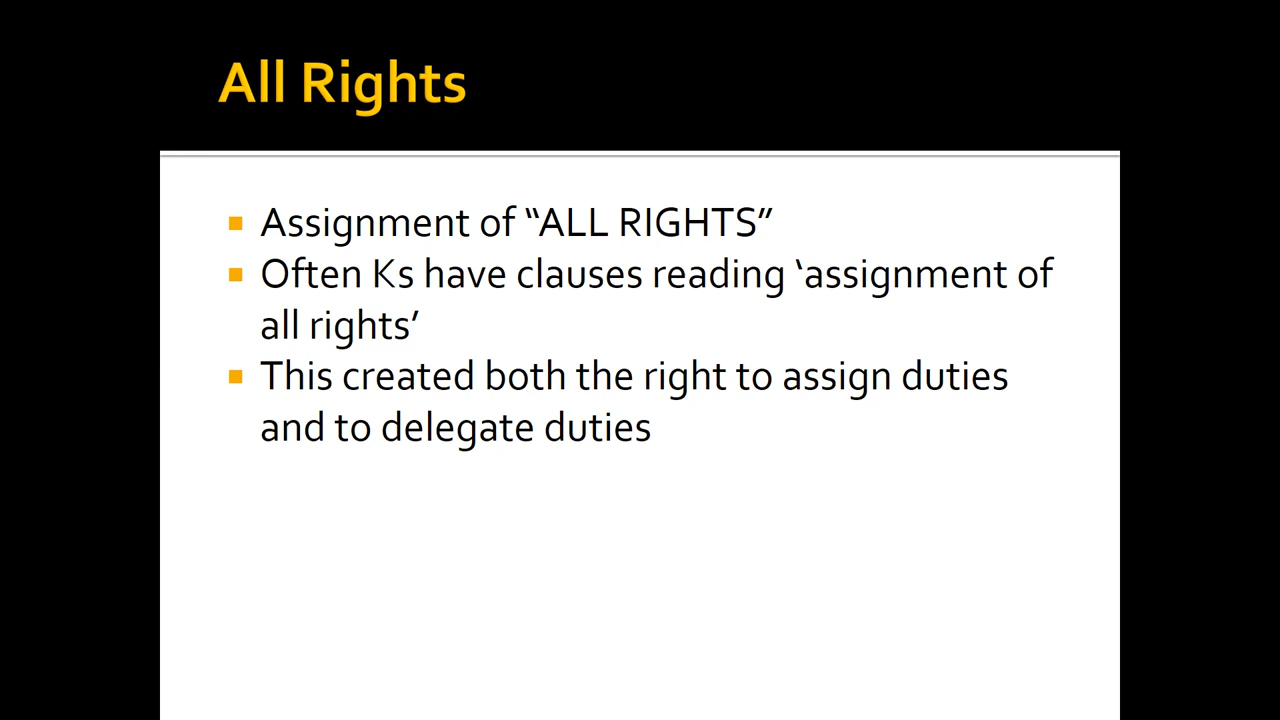 All Rights
Assignment of “ALL RIGHTS”
Often Ks have clauses reading ‘assignment of
all rights’
This created both the right to assign duties
and to delegate duties